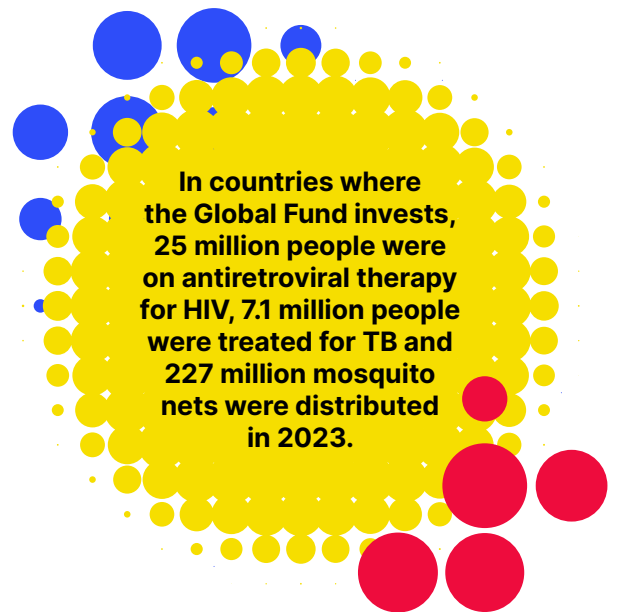 In countries where
the Global Fund invests,
25 million people were
on antiretroviral therapy
for HIV, 7.1 million people
were treated for TB and
227 million mosquito
nets were distributed
in 2023.